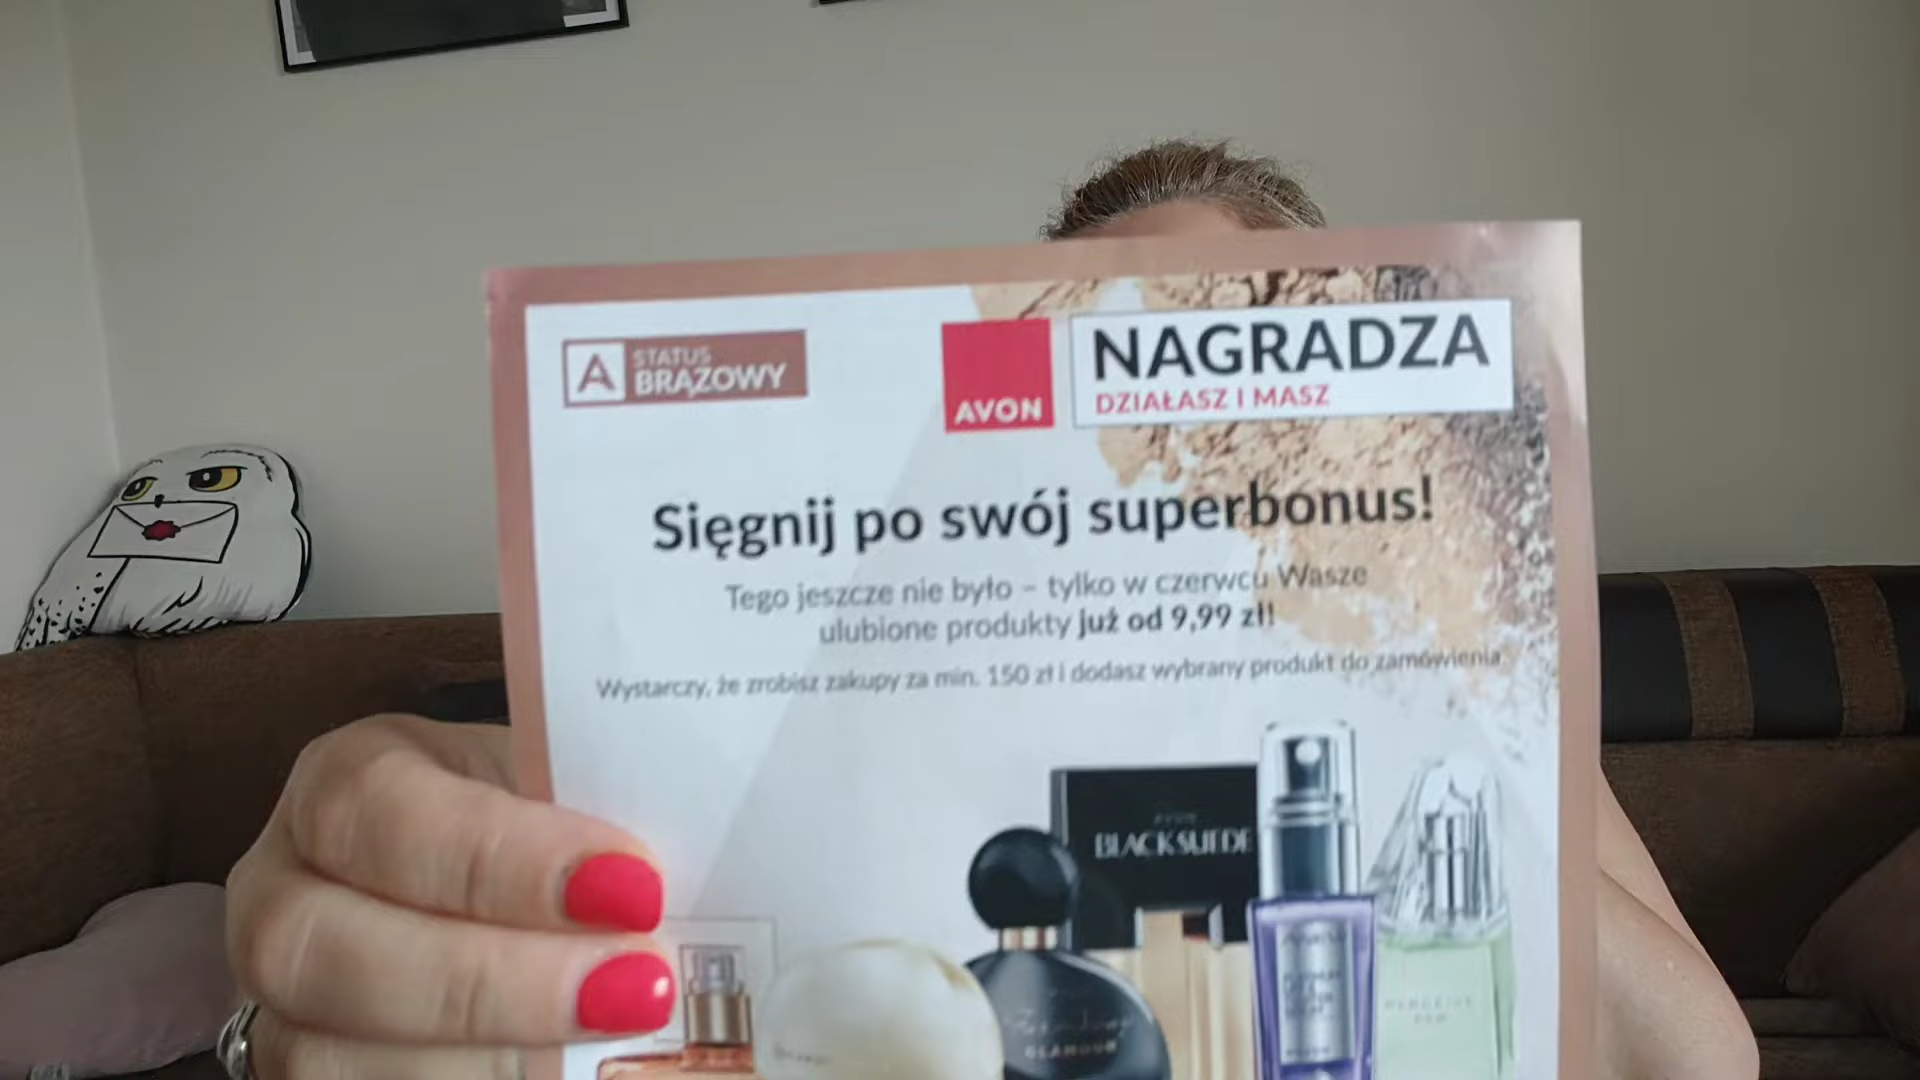 A STATUS
BRĄZOWY
AVON
NAGRADZA
DZIAŁASZ I MASZ
Sięgnij po swój superbonus!
Tego jeszcze nie było – tylko w czerwcu Wasze
ulubione produkty już od 9,99 zł!
Wystarczy, że zrobisz zakupy za min. 150 zł i dodasz wybrany produkt do zamówienia
BLACK SUEDE
GLAMOUR